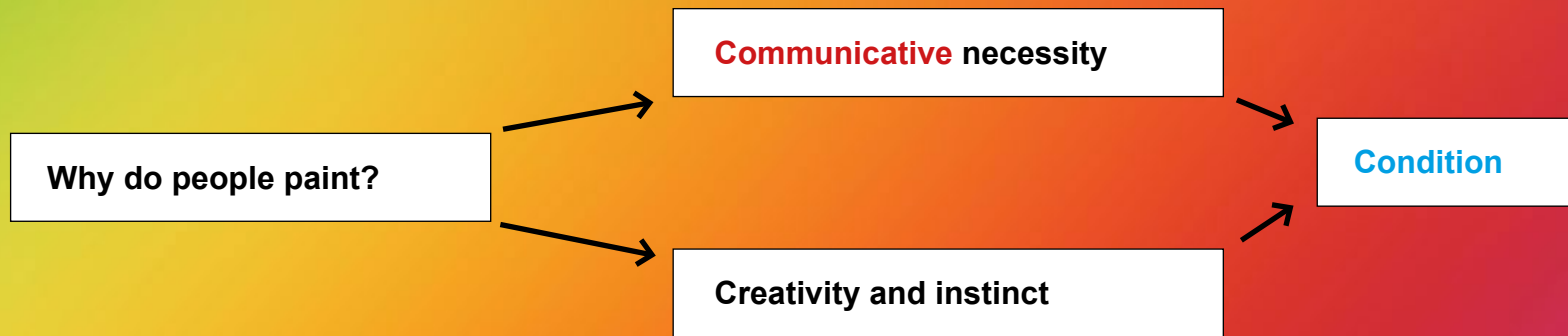 Communicative necessity
Why do people paint?
Condition
Creativity and instinct